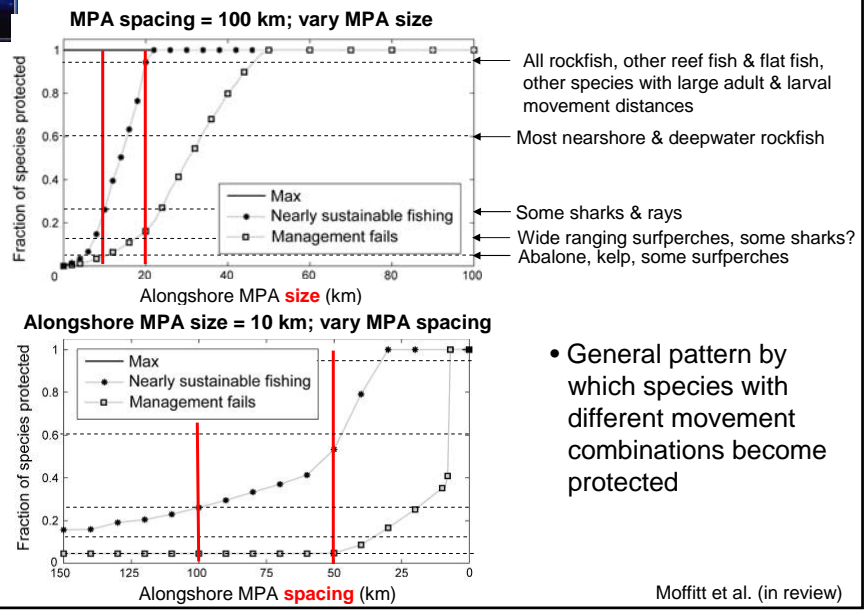 MPA spacing = 100 km; vary MPA size
Fraction of species protected
1
0.8
0.6
0.4
0.2
0
Max
Nearly sustainable fishing
Management fails
0
20
40
60
80
100
Alongshore MPA size (km)
All rockfish, other reef fish & flat fish,
other species with large adult & larval
movement distances
Most nearshore & deepwater rockfish
Some sharks & rays
Wide ranging surfperches, some sharks?
Abalone, kelp, some surfperches
Alongshore MPA size = 10 km; vary MPA spacing
Fraction of species protected
1
0.8
0.6
0.4
0.2
0
Max
Nearly sustainable fishing
Management fails
150
125
100
75
50
25
0
Alongshore MPA spacing (km)
• General pattern by
which species with
different movement
combinations become
protected
Moffitt et al. (in review)